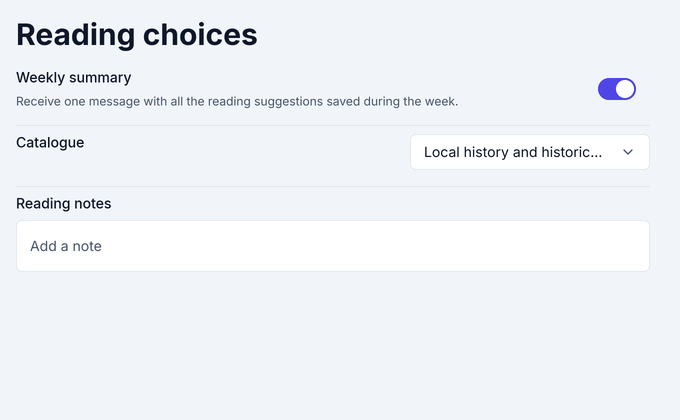 Reading choices
Weekly summary
Receive one message with all the reading suggestions saved during the week.
Catalogue
Local history and historic...
Reading notes
Add a note